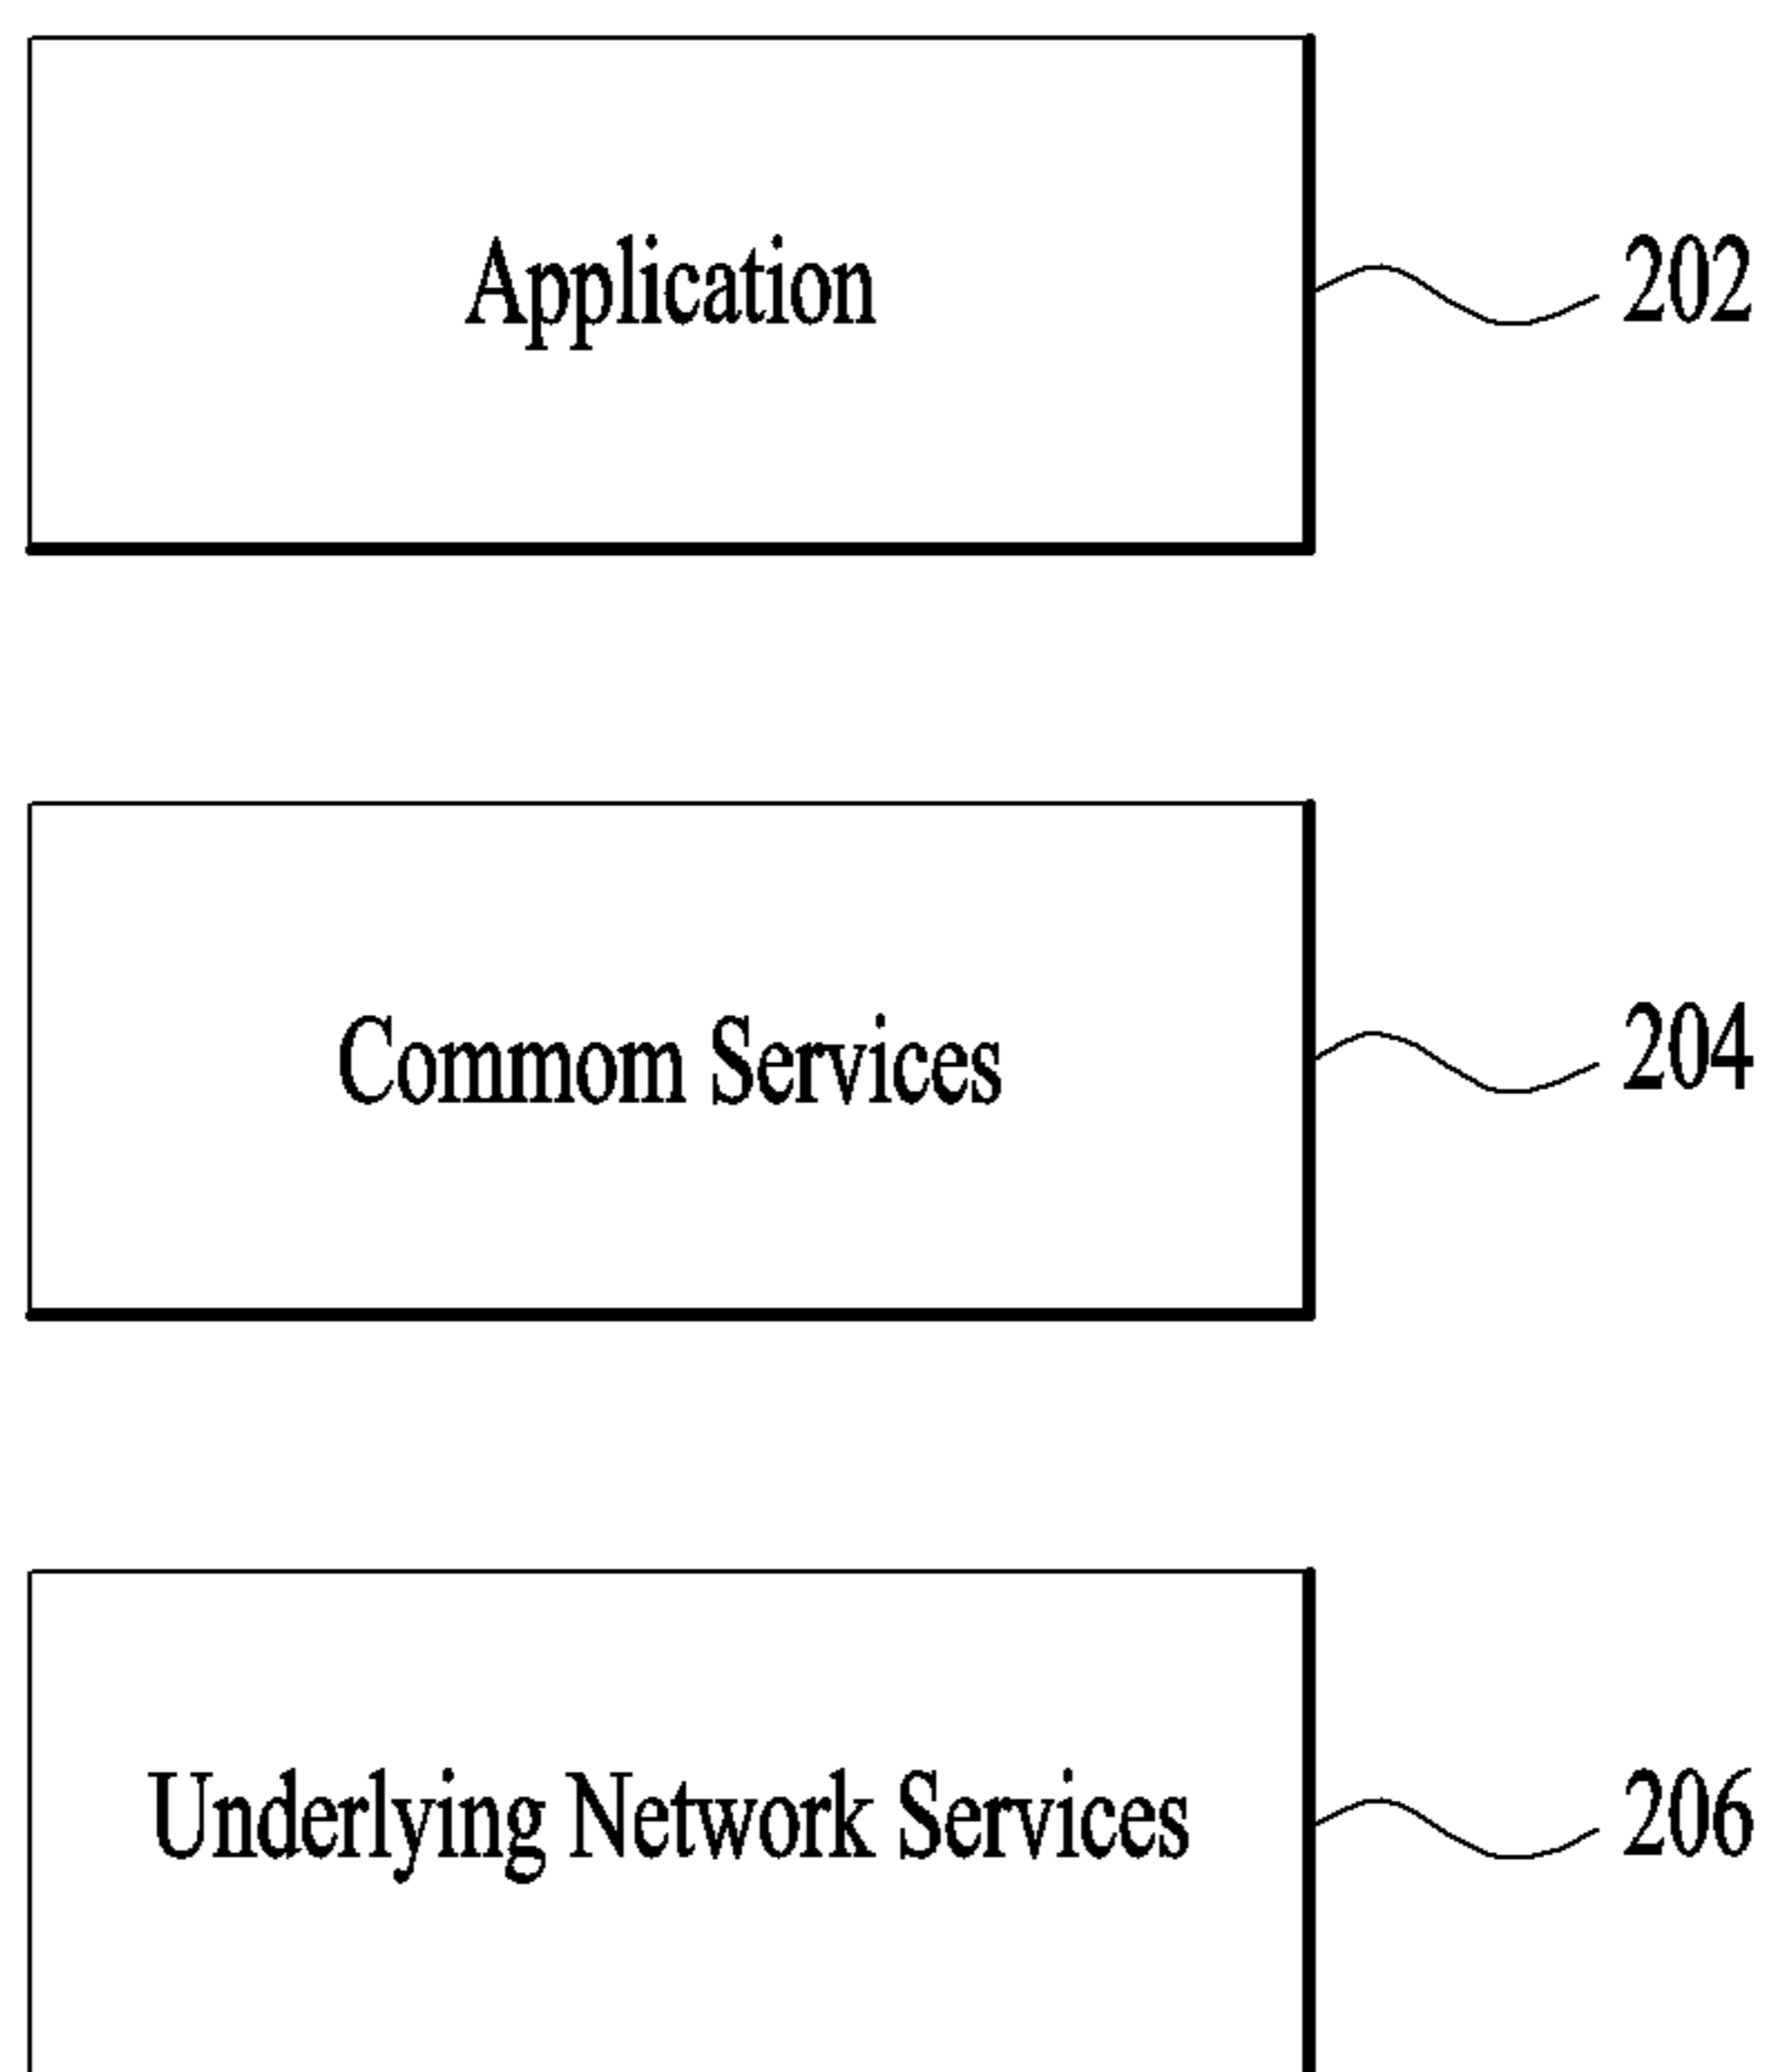 Application 202
Commom Services 204
Underlying Network Services 206